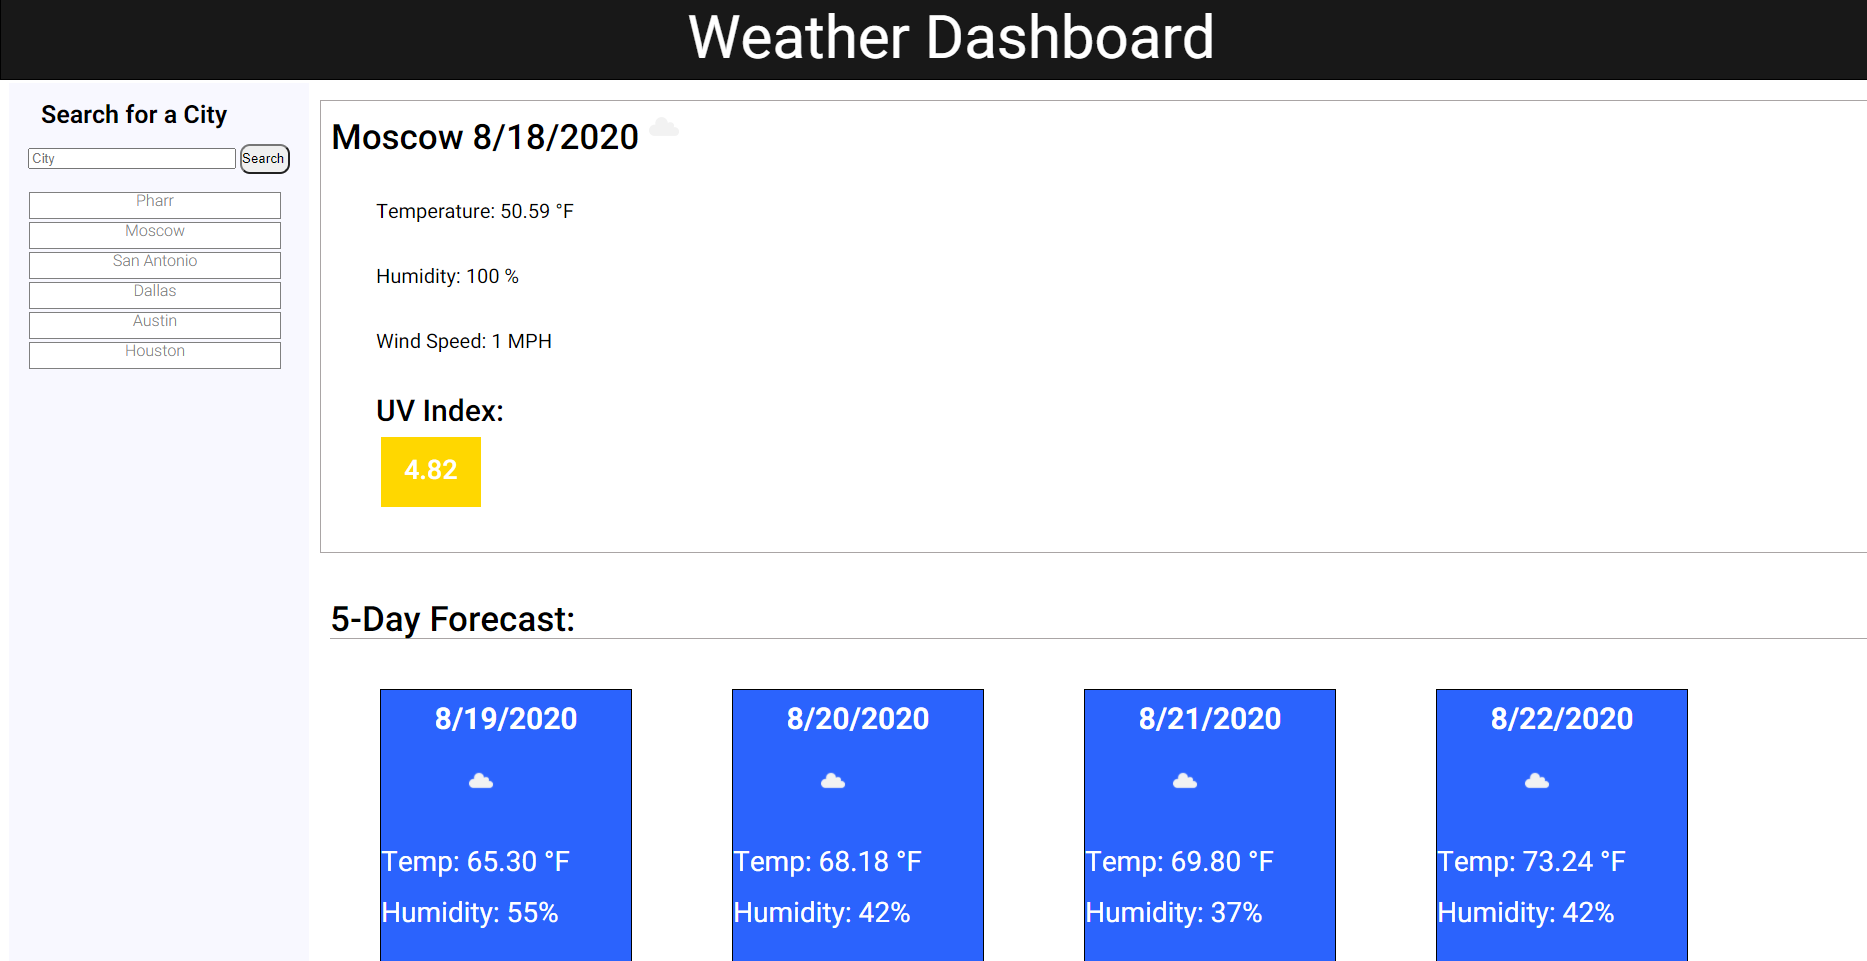 Weather Dashboard
Search for a City
City Search
Pharr
Moscow
San Antonio
Dallas
Austin
Houston
Moscow 8/18/2020
Temperature: 50.59 °F
Humidity: 100 %
Wind Speed: 1 MPH
UV Index:
4.82
5-Day Forecast:
8/19/2020
Temp: 65.30 °F
Humidity: 55%
8/20/2020
Temp: 68.18 °F
Humidity: 42%
8/21/2020
Temp: 69.80 °F
Humidity: 37%
8/22/2020
Temp: 73.24 °F
Humidity: 42%